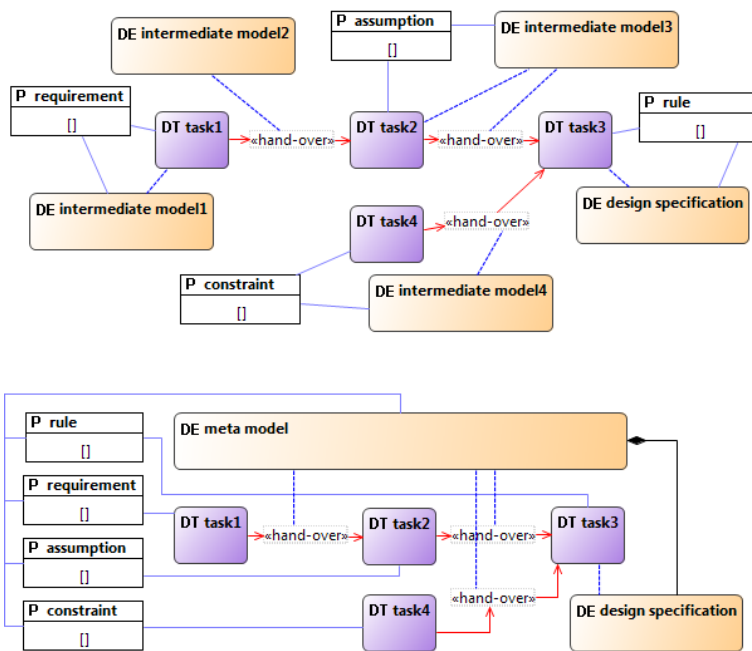 DE intermediate model2
P assumption
[]
DE intermediate model3
P requirement
[]
DT task1
«hand-over»
DT task2
«hand-over»
DT task3
P rule
[]
DE intermediate model1
DT task4
«hand-over»
DE design specification
P constraint
[]
DE intermediate model4
P rule
[]
DE meta model
P requirement
[]
DT task1
«hand-over»
DT task2
«hand-over»
DT task3
P assumption
[]
P constraint
[]
DT task4
«hand-over»
DE design specification